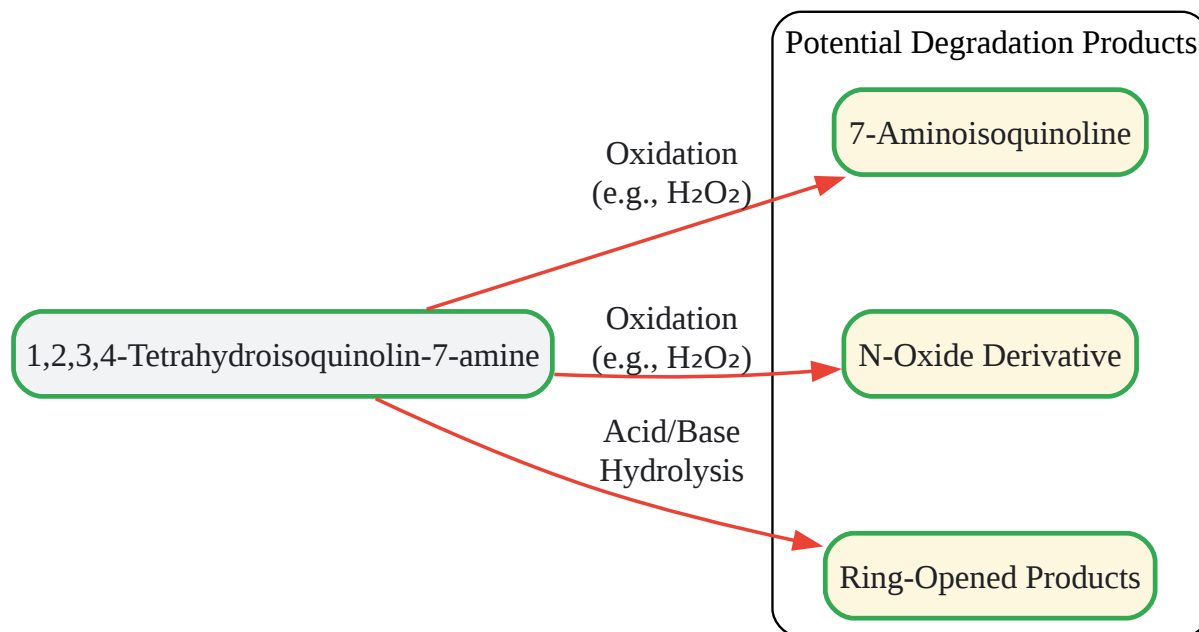 Potential Degradation Products
7-Aminoisoquinoline
Oxidation
(e.g., H₂O₂)
1,2,3,4-Tetrahydroisoquinolin-7-amine
Oxidation
(e.g., H₂O₂)
N-Oxide Derivative
Acid/Base
Hydrolysis
Ring-Opened Products